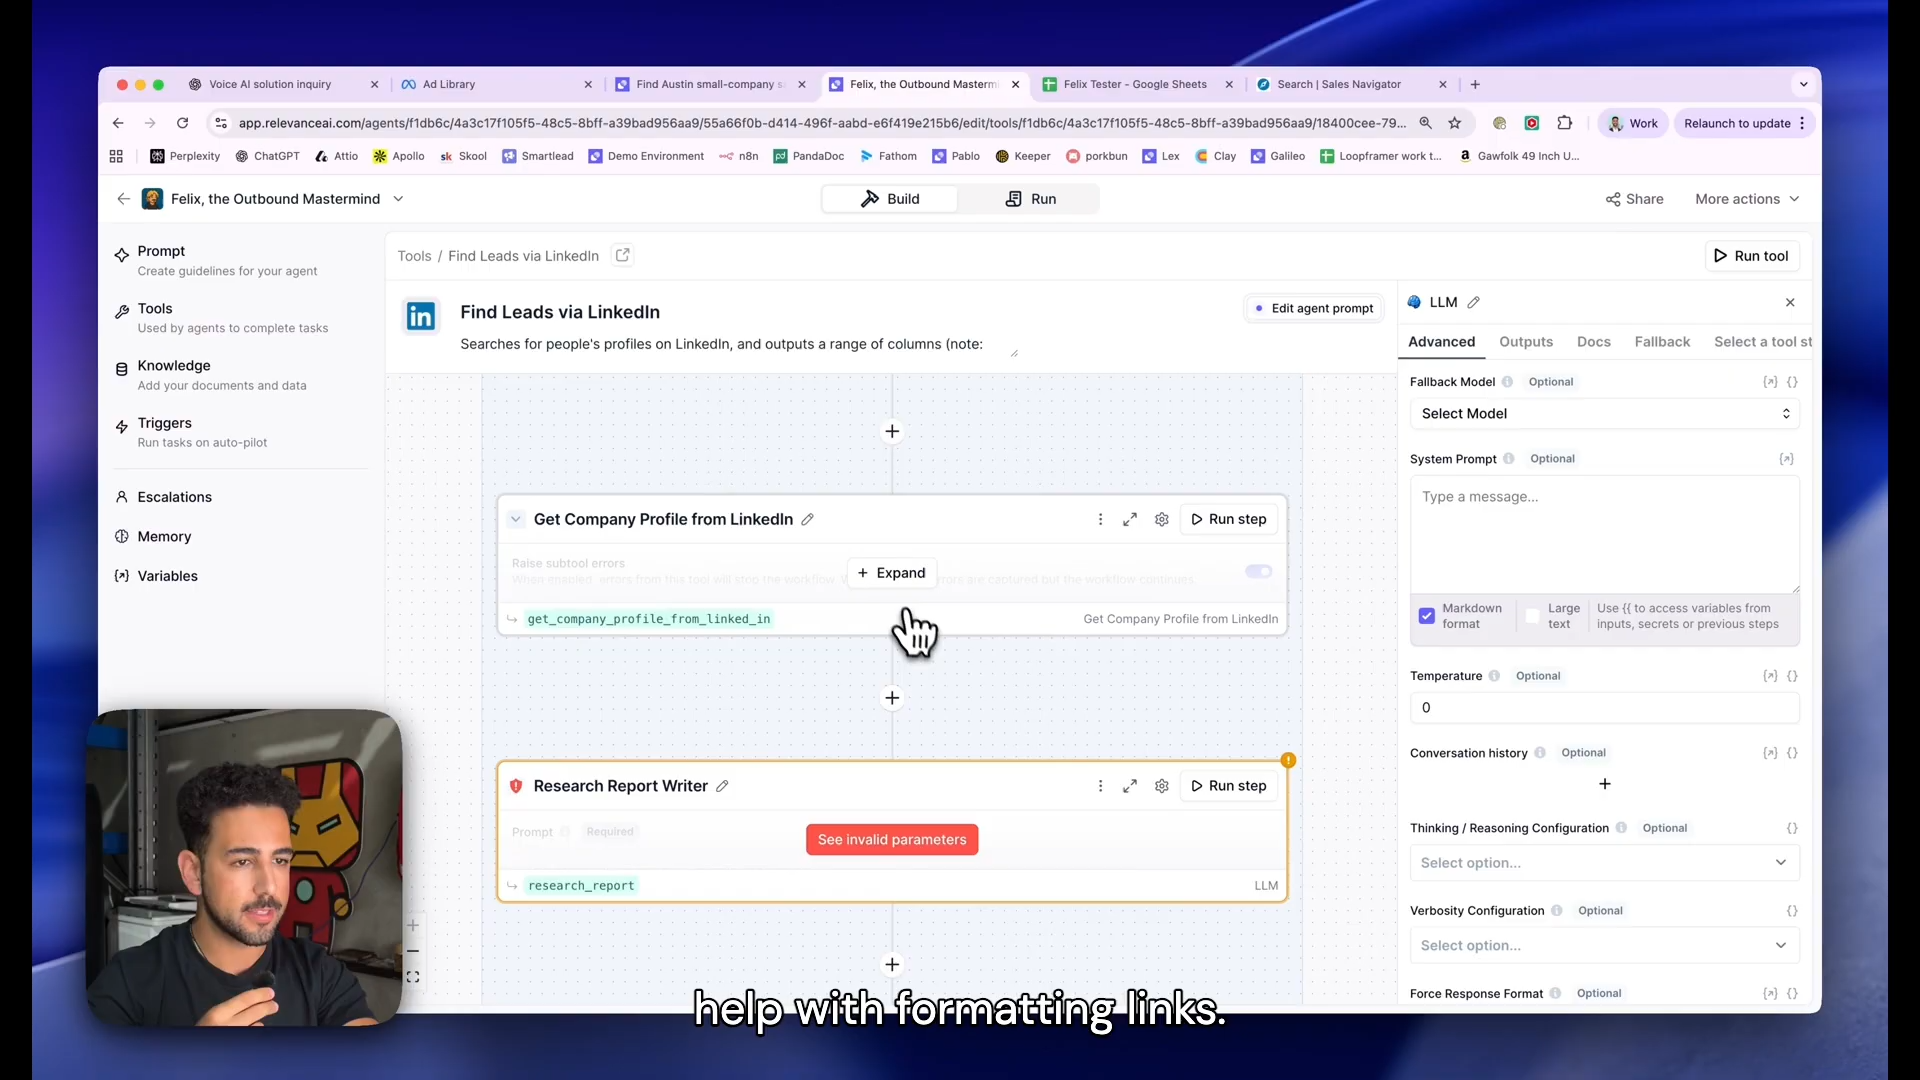 Voice AI solution inquiry
Ad Library
Find Austin small-company s
Felix, the Outbound Masterm
Felix Tester - Google Sheets
Search | Sales Navigator
app.relevanceai.com/agents/f1db6c/4a3c17f105f5-48c5-8bff-a39bad956aa9/55a66f0b-d414-496f-aabd-e6f419e215b6/edit/tools/f1db6c/4a3c17f105f5-48c5-8bff-a39bad956aa9/18400cee-79...
Work
Relaunch to update
Perplexity
ChatGPT
Attio
Apollo
sk Skool
Smartlead
Demo Environment
n8n
PandaDoc
Fathom
Pablo
Keeper
porkbun
Lex
Clay
Galileo
Loopframer work t...
a Gawfolk 49 Inch U...
Felix, the Outbound Mastermind
Build
Run
Share
More actions
Prompt
Create guidelines for your agent
Tools
Used by agents to complete tasks
Knowledge
Add your documents and data
Triggers
Run tasks on auto-pilot
Escalations
Memory
Variables
Tools / Find Leads via LinkedIn
Run tool
in
Find Leads via LinkedIn
Edit agent prompt
Searches for people's profiles on LinkedIn, and outputs a range of columns (note:
Get Company Profile from LinkedIn
Run step
Raise subtool errors
When enabled, errors from this tool will stop the workflow. W
rors are captured but the workflow continues.
+ Expand
get_company_profile_from_linked_in
Get Company Profile from LinkedIn
Research Report Writer
Run step
Prompt
Required
See invalid parameters
research_report
LLM
LLM
Advanced
Outputs
Docs
Fallback
Select a tool st
Fallback Model
Optional
Select Model
System Prompt
Optional
Type a message...
Markdown format
Large text
Use {{ to access variables from inputs, secrets or previous steps
Temperature
Optional
0
Conversation history
Optional
Thinking / Reasoning Configuration
Optional
Select option...
Verbosity Configuration
Optional
Select option...
Force Response Format
Optional
help with formatting links.